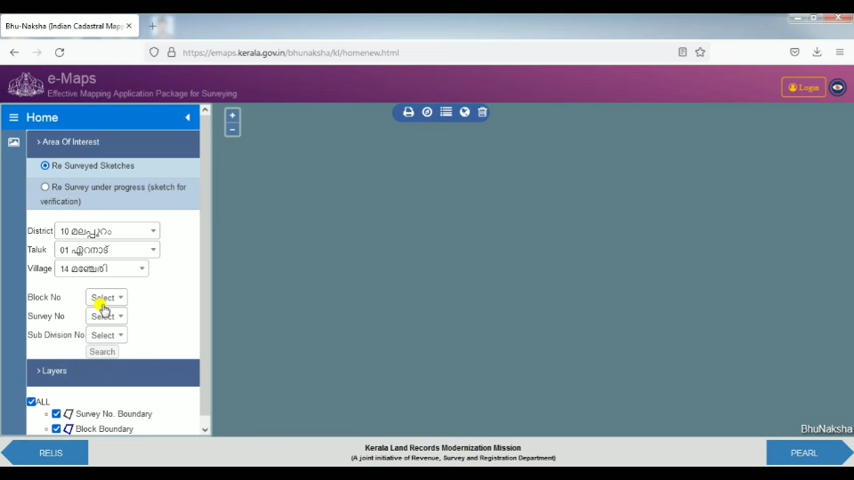 Bhu-Naksha (Indian Cadastral Mapp
https://emaps.kerala.gov.in/bhunaksha/kl/homenew.html
e-Maps
Effective Mapping Application Package for Surveying
Login
Home
Area Of Interest
Re Surveyed Sketches
Re Survey under progress (sketch for
verification)
District 10 മലപ്പുറം
Taluk 01 ഏറനാട്
Village 14 മഞ്ചേരി
Block No Select
Survey No Select
Sub Division No Select
Search
Layers
ALL
Survey No. Boundary
Block Boundary
BhuNaksha
RELIS
Kerala Land Records Modernization Mission
(A joint initiative of Revenue, Survey and Registration Department)
PEARL